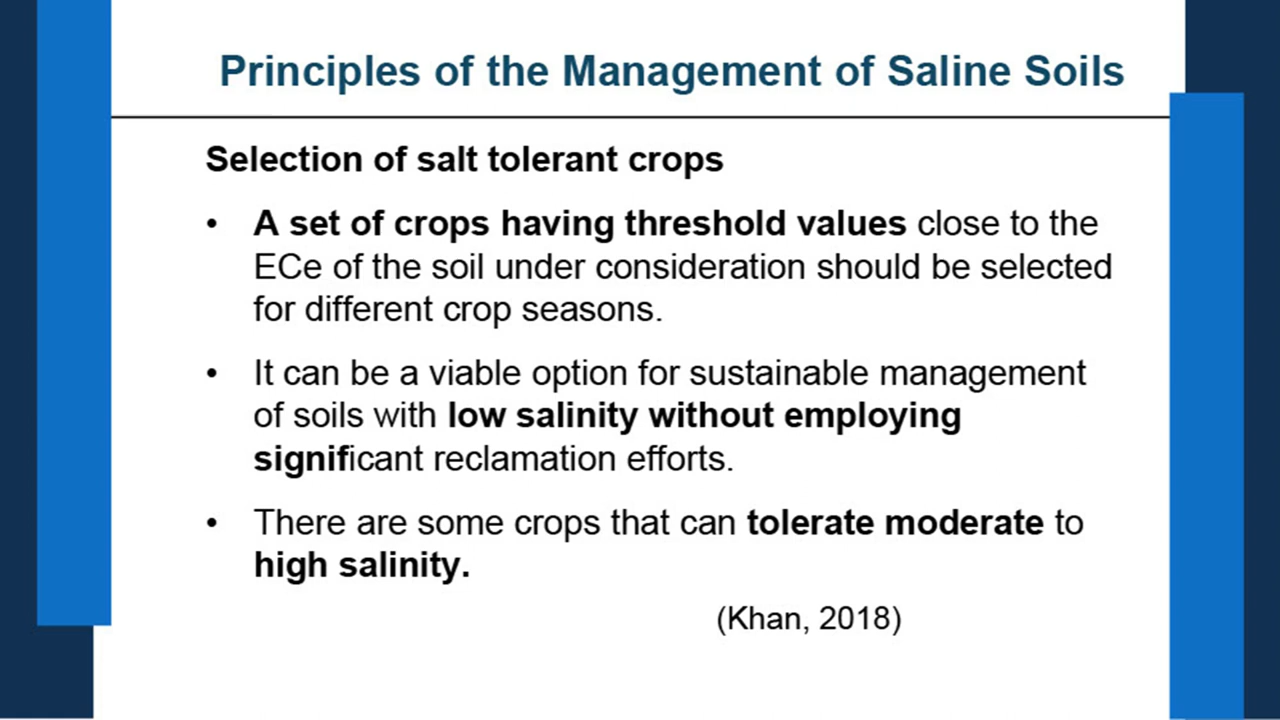 Principles of the Management of Saline Soils
Selection of salt tolerant crops
• A set of crops having threshold values close to the
ECe of the soil under consideration should be selected
for different crop seasons.
• It can be a viable option for sustainable management
of soils with low salinity without employing
significant reclamation efforts.
• There are some crops that can tolerate moderate to
high salinity.
(Khan, 2018)